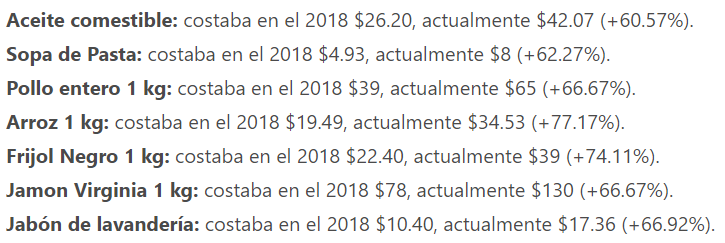 Aceite comestible: costaba en el 2018 $26.20, actualmente $42.07 (+60.57%).
Sopa de Pasta: costaba en el 2018 $4.93, actualmente $8 (+62.27%).
Pollo entero 1 kg: costaba en el 2018 $39, actualmente $65 (+66.67%).
Arroz 1 kg: costaba en el 2018 $19.49, actualmente $34.53 (+77.17%).
Frijol Negro 1 kg: costaba en el 2018 $22.40, actualmente $39 (+74.11%).
Jamon Virginia 1 kg: costaba en el 2018 $78, actualmente $130 (+66.67%).
Jabón de lavandería: costaba en el 2018 $10.40, actualmente $17.36 (+66.92%).